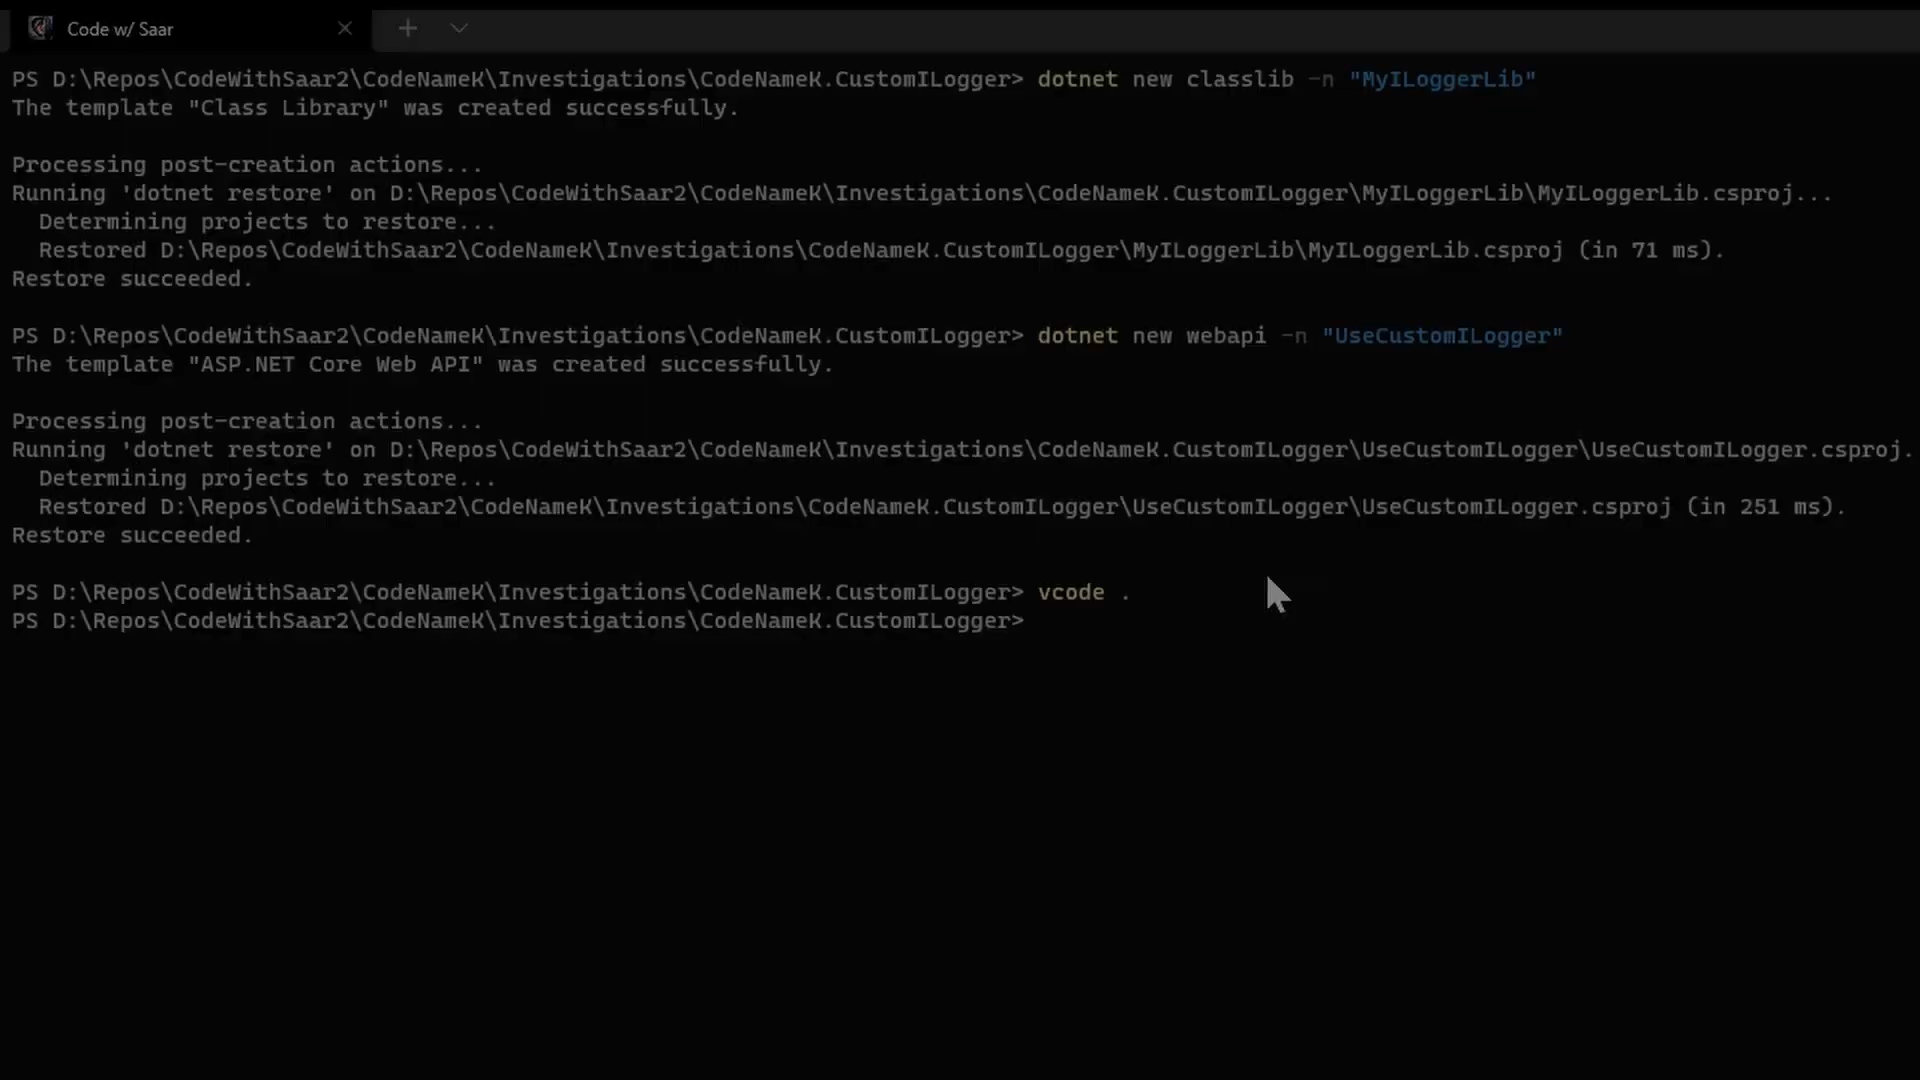 Code w/ Saar
PS D:\Repos\CodeWithSaar2\CodeNameK\Investigations\CodeNameK.CustomILogger> dotnet new classlib -n "MyILoggerLib"
The template "Class Library" was created successfully.
Processing post-creation actions...
Running 'dotnet restore' on D:\Repos\CodeWithSaar2\CodeNameK\Investigations\CodeNameK.CustomILogger\MyILoggerLib\MyILoggerLib.csproj...
Determining projects to restore...
Restored D:\Repos\CodeWithSaar2\CodeNameK\Investigations\CodeNameK.CustomILogger\MyILoggerLib\MyILoggerLib.csproj (in 71 ms).
Restore succeeded.
PS D:\Repos\CodeWithSaar2\CodeNameK\Investigations\CodeNameK.CustomILogger> dotnet new webapi -n "UseCustomILogger"
The template "ASP.NET Core Web API" was created successfully.
Processing post-creation actions...
Running 'dotnet restore' on D:\Repos\CodeWithSaar2\CodeNameK\Investigations\CodeNameK.CustomILogger\UseCustomILogger\UseCustomILogger.csproj.
Determining projects to restore...
Restored D:\Repos\CodeWithSaar2\CodeNameK\Investigations\CodeNameK.CustomILogger\UseCustomILogger\UseCustomILogger.csproj (in 251 ms).
Restore succeeded.
PS D:\Repos\CodeWithSaar2\CodeNameK\Investigations\CodeNameK.CustomILogger> vcode .
PS D:\Repos\CodeWithSaar2\CodeNameK\Investigations\CodeNameK.CustomILogger>